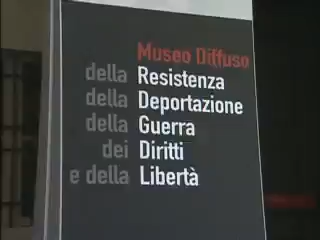 Museo Diffuso
della Resistenza
della Deportazione
della Guerra
dei Diritti
e della Libertà